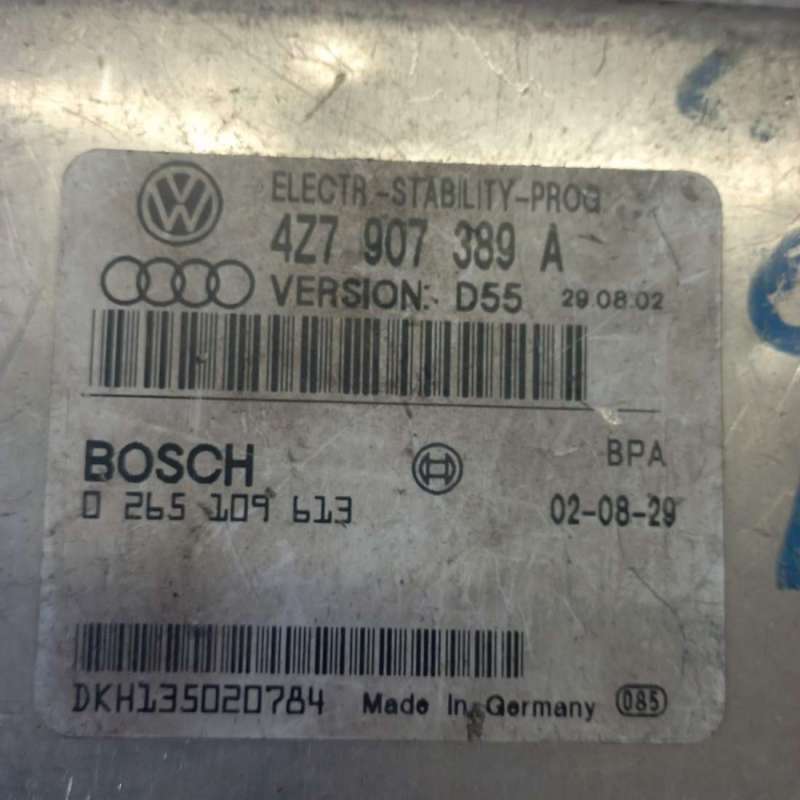 ELECTR-STABILITY-PROG
4Z7 907 389 A
VERSION: D55 29.08.02
BOSCH BPA
0 265 109 613 02-08-29
DKH135020784 Made In Germany 085